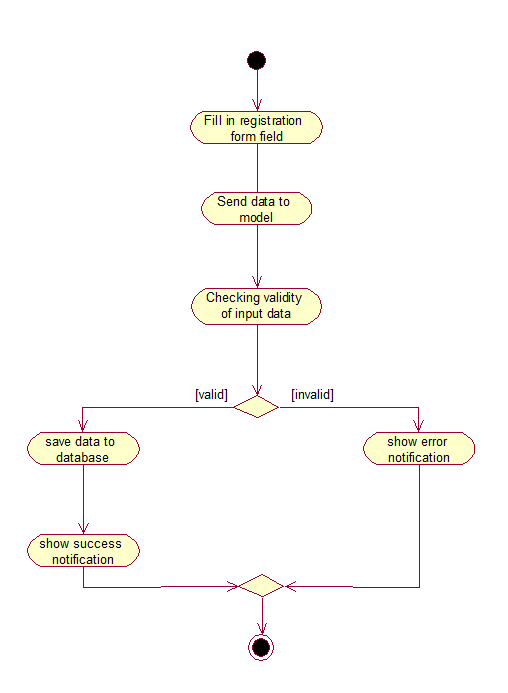 Fill in registration
form field
Send data to
model
Checking validity
of input data
[valid]
[invalid]
save data to
database
show error
notification
show success
notification